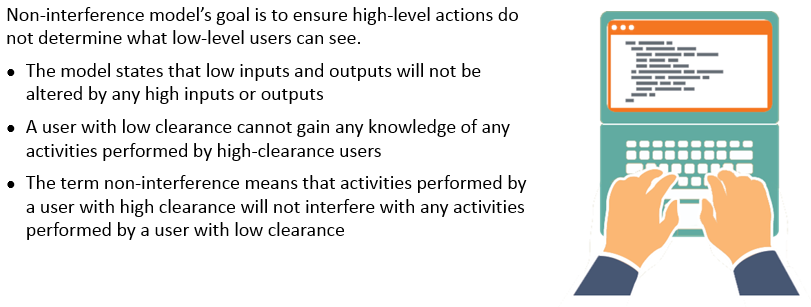 Non-interference model's goal is to ensure high-level actions do
not determine what low-level users can see.
• The model states that low inputs and outputs will not be
altered by any high inputs or outputs
• A user with low clearance cannot gain any knowledge of any
activities performed by high-clearance users
• The term non-interference means that activities performed by
a user with high clearance will not interfere with any activities
performed by a user with low clearance